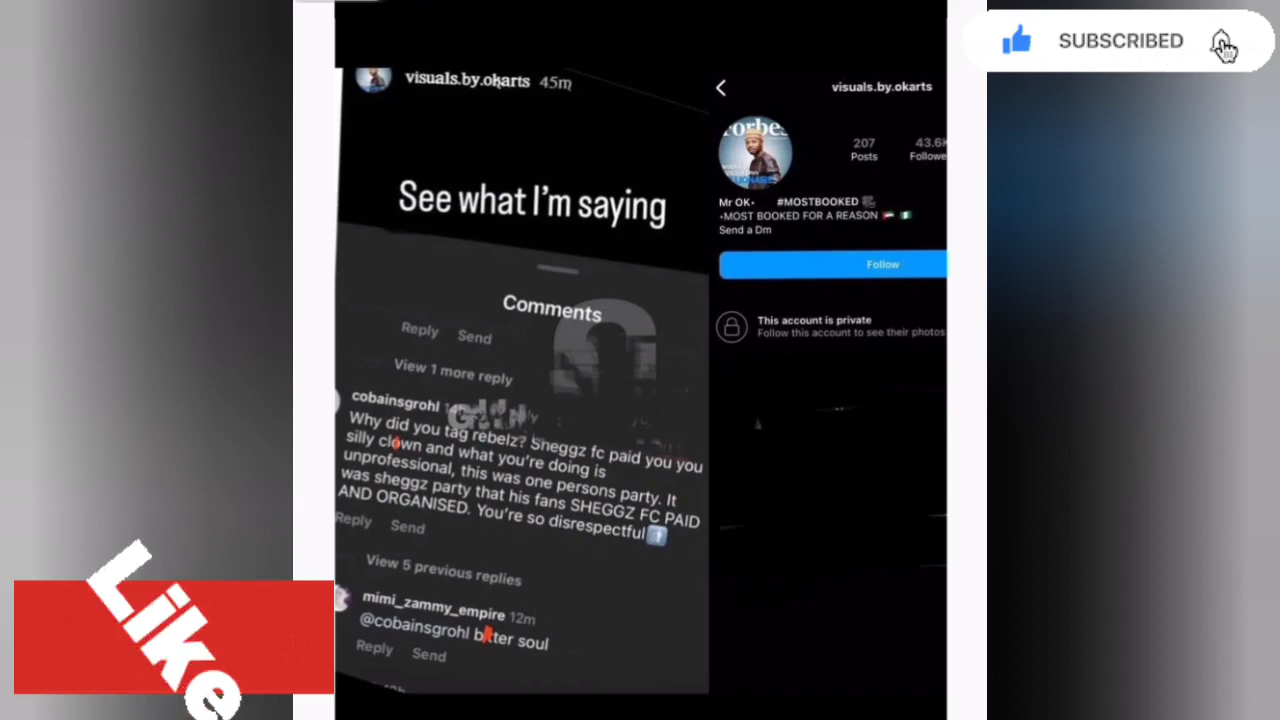 SUBSCRIBED
visuals.by.okarts 45m
See what I'm saying
Comments
Reply Send
View 1 more reply
cobainsgrohl
Why did you tag rebelz? Sheggz fc paid you you
silly clown and what you're doing is
unprofessional, this was one persons party. It
was sheggz party that his fans SHEGGZ FC PAID
AND ORGANISED. You're so disrespectful
Reply Send
View 5 previous replies
mimi_zammy_empire 12m
@cobainsgrohl bitter soul
Reply Send
visuals.by.okarts
Forbes
207
Posts
43.6K
Followe
Mr OK• #MOSTBOOKED
•MOST BOOKED FOR A REASON
Send a Dm
Follow
This account is private
Follow this account to see their photos
Like